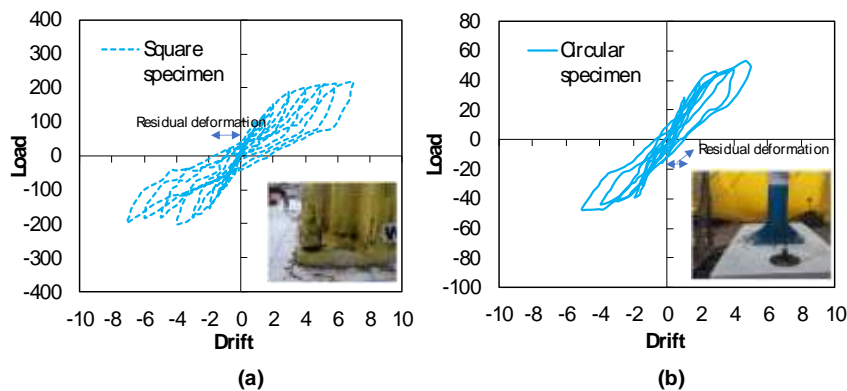 400
300
200
100
0
-100
-200
-300
-400
Load
Square
specimen
Residual deformation
W
-10 -8 -6 -4 -2 0 2 4 6 8 10
Drift
(a)
80
60
40
20
0
-20
-40
-60
-80
-100
Load
Circular
specimen
Residual deformation
-10 -8 -6 -4 -2 0 2 4 6 8 10
Drift
(b)